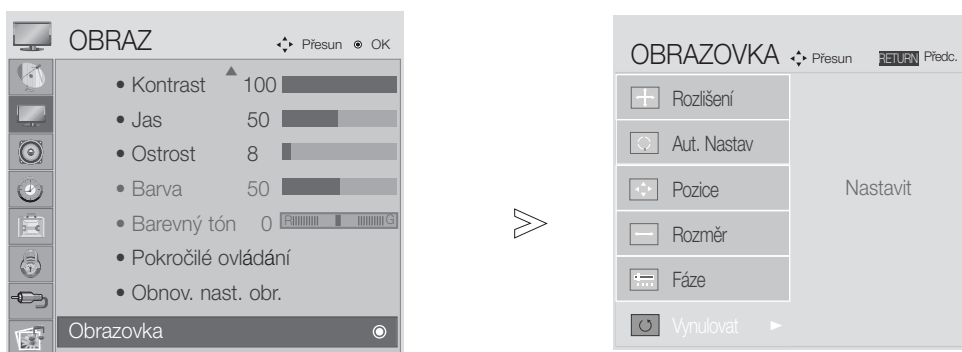 OBRAZ Přesun OK
• Kontrast 100
• Jas 50
• Ostrost 8
• Barva 50
• Barevný tón 0 R G
• Pokročilé ovládání
• Obnov. nast. obr.
Obrazovka
OBRAZOVKA Přesun RETURN Předc.
Rozlišení
Aut. Nastav
Pozice
Rozměr
Fáze
Vynulovat
Nastavit